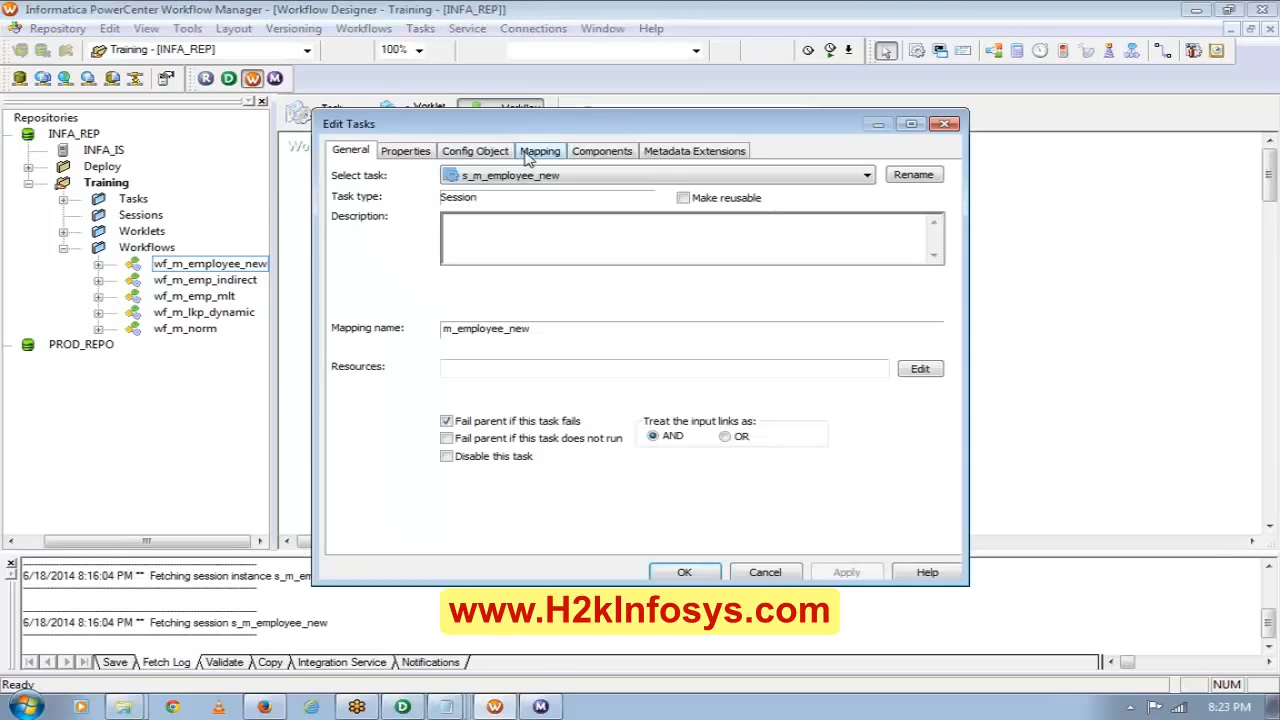 Informatica PowerCenter Workflow Manager - [Workflow Designer - Training - [INFA_REP]]
Repository Edit View Tools Layout Versioning Workflows Tasks Service Connections Window Help
Training - [INFA_REP] 100%
R D W M
Repositories
INFA_REP
INFA_IS
Deploy
Training
Tasks
Sessions
Worklets
Workflows
wf_m_employee_new
wf_m_emp_indirect
wf_m_emp_mlt
wf_m_lkp_dynamic
wf_m_norm
PROD_REPO
Edit Tasks
General Properties Config Object Mapping Components Metadata Extensions
Select task: s_m_employee_new Rename
Task type: Session Make reusable
Description:
Mapping name: m_employee_new
Resources: Edit
Fail parent if this task fails
Fail parent if this task does not run
Disable this task
Treat the input links as:
AND OR
OK Cancel Apply Help
6/18/2014 8:16:04 PM ** Fetching session instance s_m_e
6/18/2014 8:16:04 PM ** Fetching session s_m_employee_new
www.H2kInfosys.com
Save Fetch Log Validate Copy Integration Service Notifications
Ready NUM
D W M 8:23 PM